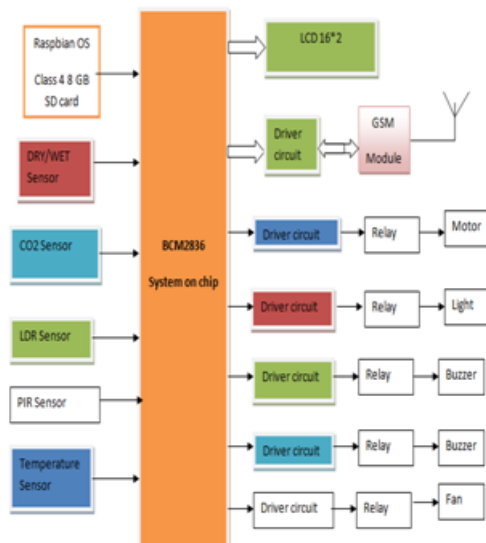 Raspbian OS
Class 4 8 GB
SD card
DRY/WET
Sensor
CO2 Sensor
LDR Sensor
PIR Sensor
Temperature
Sensor
BCM2836
System on chip
LCD 16*2
Driver
circuit
GSM
Module
Driver circuit
Relay
Motor
Driver circuit
Relay
Light
Driver circuit
Relay
Buzzer
Driver circuit
Relay
Buzzer
Driver circuit
Relay
Fan